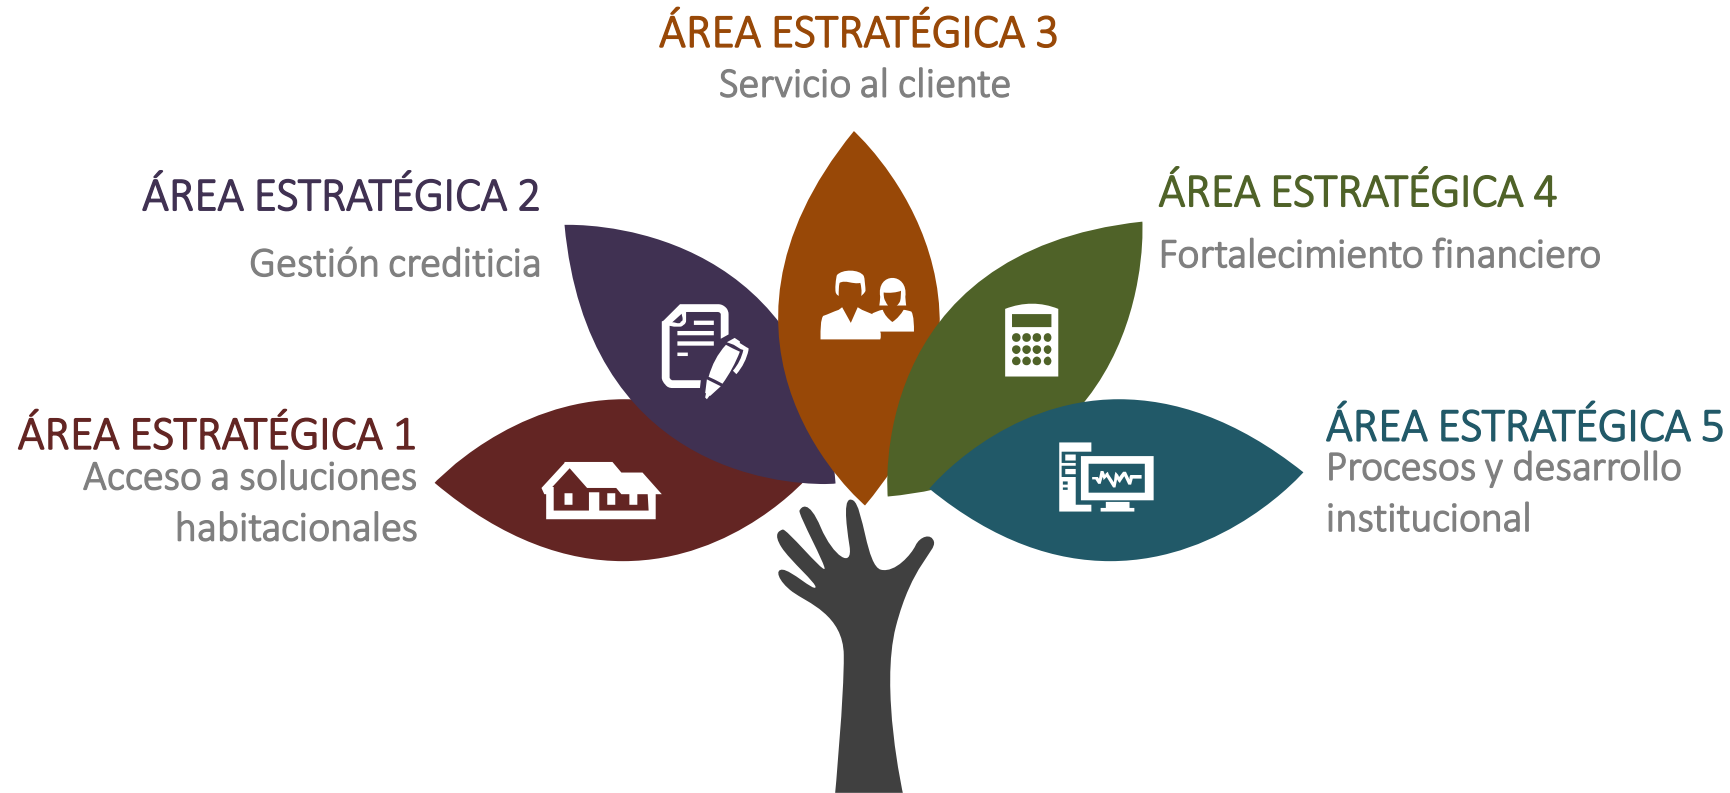 ÁREA ESTRATÉGICA 3
Servicio al cliente
ÁREA ESTRATÉGICA 2
Gestión crediticia
ÁREA ESTRATÉGICA 4
Fortalecimiento financiero
ÁREA ESTRATÉGICA 1
Acceso a soluciones
habitacionales
ÁREA ESTRATÉGICA 5
Procesos y desarrollo
institucional